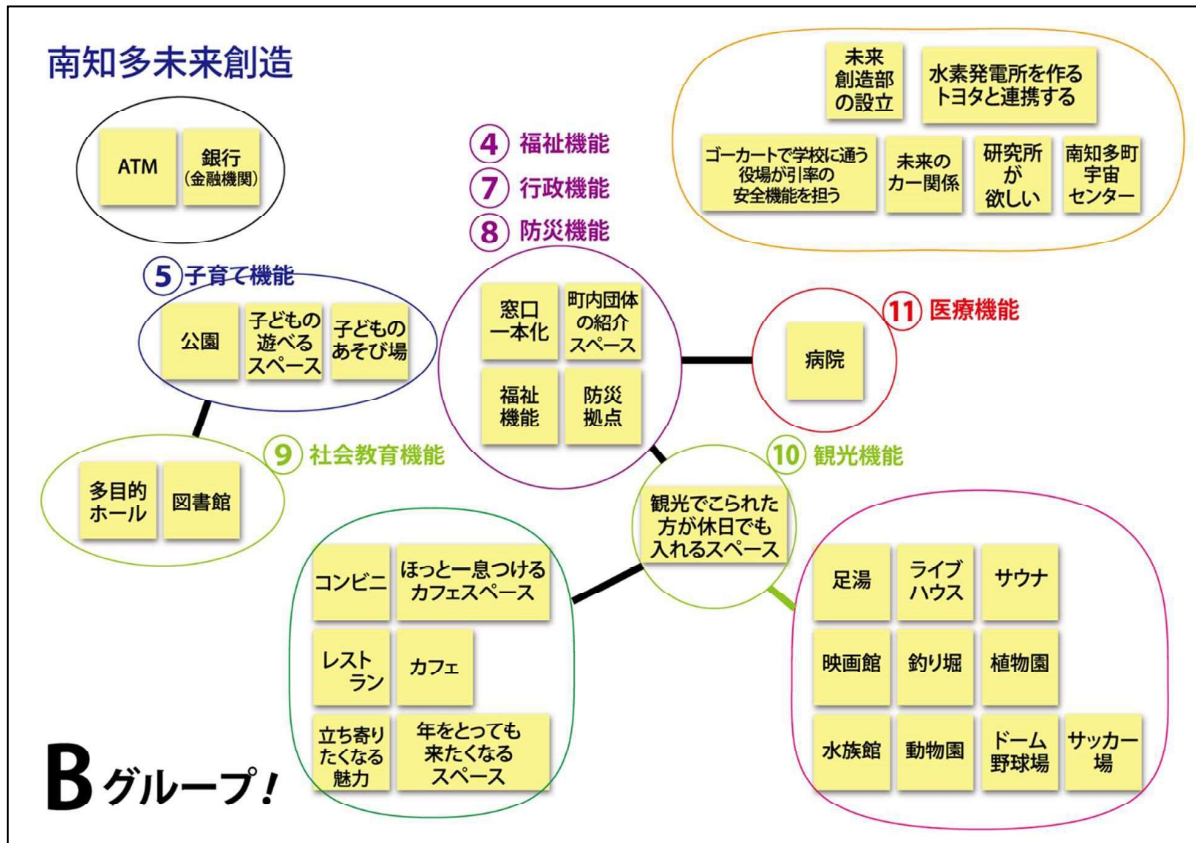 南知多未来創造
ATM
銀行
(金融機関)
④ 福祉機能
⑦ 行政機能
⑧ 防災機能
未来
創造部
の設立
水素発電所を作る
トヨタと連携する
ゴーカートで学校に通う
役場が引率の
安全機能を担う
未来の
カー関係
研究所
が
欲しい
南知多町
宇宙
センター
⑤ 子育て機能
公園
子どもの
遊べる
スペース
子どもの
あそび場
窓口
一本化
町内団体
の紹介
スペース
福祉
機能
防災
拠点
⑪ 医療機能
病院
⑨ 社会教育機能
多目的
ホール
図書館
⑩ 観光機能
観光でこられた
方が休日でも
入れるスペース
コンビニ
ほっと一息つける
カフェスペース
レスト
ラン
カフェ
立ち寄り
たくなる
魅力
年をとっても
来たくなる
スペース
足湯
ライブ
ハウス
サウナ
映画館
釣り堀
植物園
水族館
動物園
ドーム
野球場
サッカー
場
Bグループ!